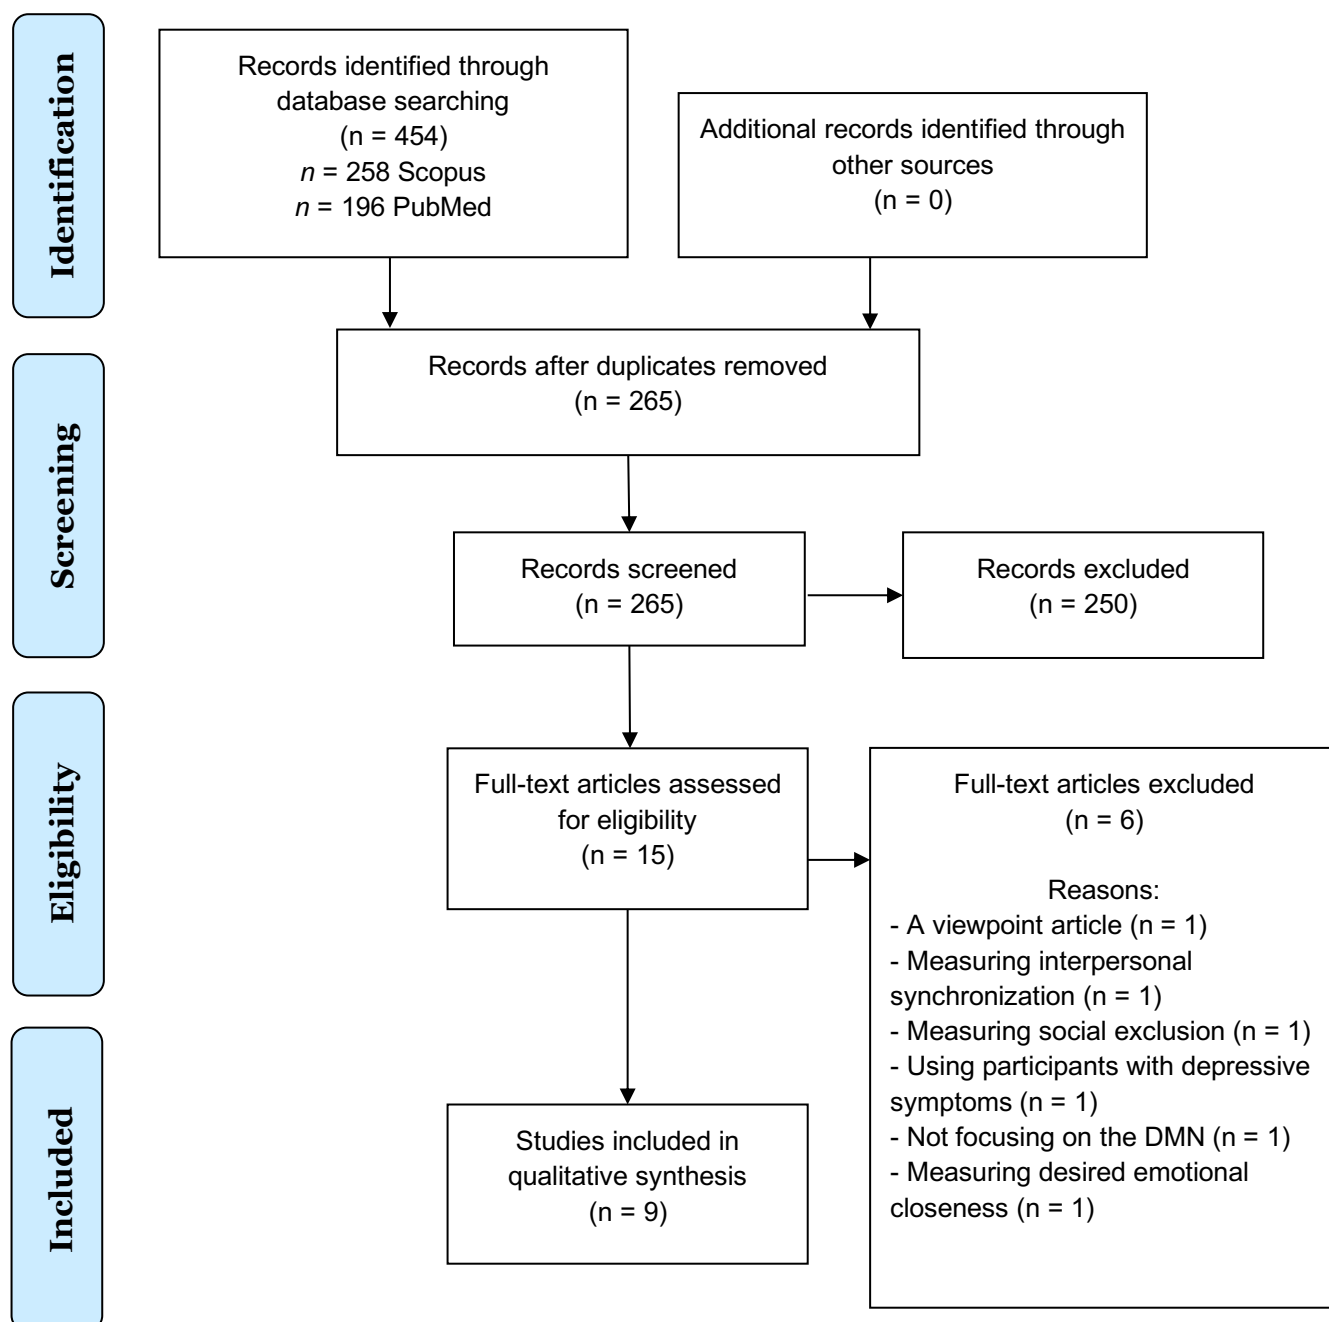 Identification
Records identified through
database searching
(n = 454)
n = 258 Scopus
n = 196 PubMed
Additional records identified through
other sources
(n = 0)
Screening
Records after duplicates removed
(n = 265)
Records screened
(n = 265)
Records excluded
(n = 250)
Eligibility
Full-text articles assessed
for eligibility
(n = 15)
Full-text articles excluded
(n = 6)
Reasons:
- A viewpoint article (n = 1)
- Measuring interpersonal
synchronization (n = 1)
- Measuring social exclusion (n = 1)
- Using participants with depressive
symptoms (n = 1)
- Not focusing on the DMN (n = 1)
- Measuring desired emotional
closeness (n = 1)
Included
Studies included in
qualitative synthesis
(n = 9)